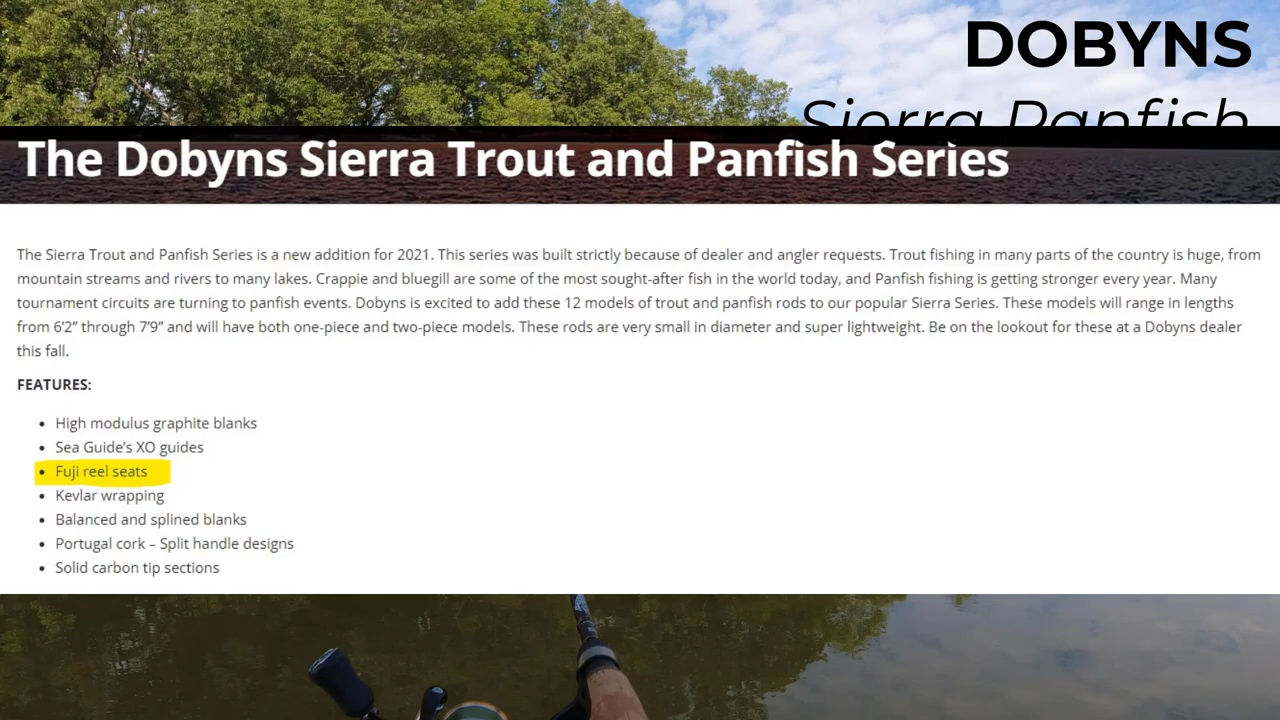 DOBYNS
Sierra Panfish
The Dobyns Sierra Trout and Panfish Series
The Sierra Trout and Panfish Series is a new addition for 2021. This series was built strictly because of dealer and angler requests. Trout fishing in many parts of the country is huge, from
mountain streams and rivers to many lakes. Crappie and bluegill are some of the most sought-after fish in the world today, and Panfish fishing is getting stronger every year. Many
tournament circuits are turning to panfish events. Dobyns is excited to add these 12 models of trout and panfish rods to our popular Sierra Series. These models will range in lengths
from 6’2” through 7’9” and will have both one-piece and two-piece models. These rods are very small in diameter and super lightweight. Be on the lookout for these at a Dobyns dealer
this fall.
FEATURES:
• High modulus graphite blanks
• Sea Guide’s XO guides
• Fuji reel seats
• Kevlar wrapping
• Balanced and splined blanks
• Portugal cork – Split handle designs
• Solid carbon tip sections